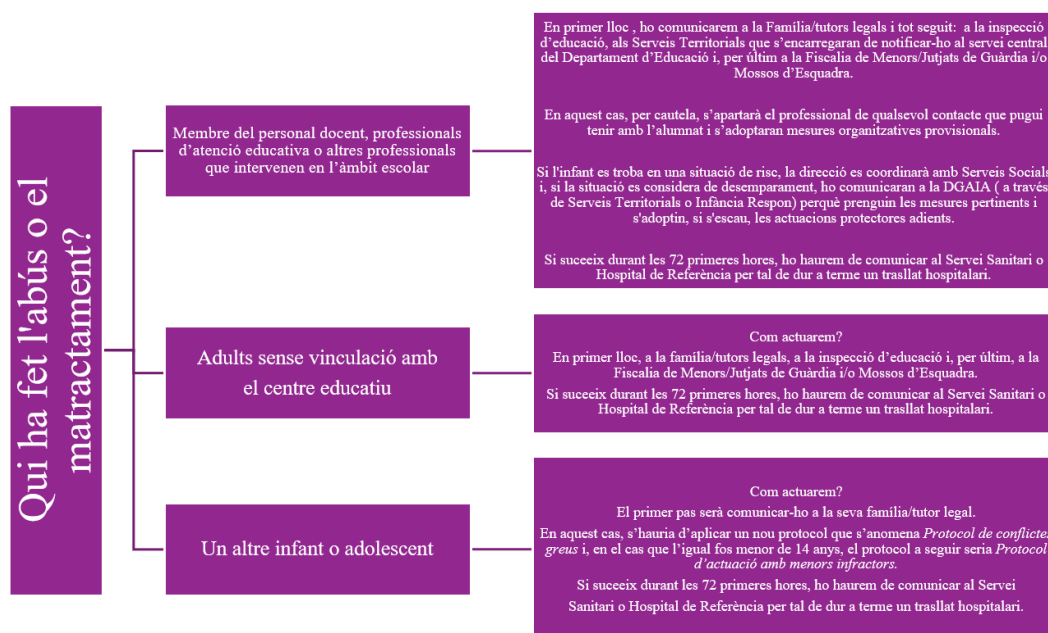 Qui ha fet l'abús o el
matractament?
Membre del personal docent, professionals
d'atenció educativa o altres professionals
que intervenen en l'àmbit escolar
En primer lloc , ho comunicarem a la Família/tutors legals i tot seguit: a la inspecció
d'educació, als Serveis Territorials que s'encarregaran de notificar-ho al servei central
del Departament d'Educació i, per últim a la Fiscalia de Menors/Jutjats de Guàrdia i/o
Mossos d'Esquadra.
En aquest cas, per cautela, s'apartarà el professional de qualsevol contacte que pugui
tenir amb l'alumnat i s'adoptaran mesures organitzatives provisionals.
Si l'infant es troba en una situació de risc, la direcció es coordinarà amb Serveis Socials
i, si la situació es considera de desemparament, ho comunicaran a la DGAIA ( a través
de Serveis Territorials o Infància Respon) perquè prenguin les mesures pertinents i
s'adoptin, si s'escau, les actuacions protectores adients.
Si suceeix durant les 72 primeres hores, ho haurem de comunicar al Servei Sanitari o
Hospital de Referència per tal de dur a terme un trasllat hospitalari.
Adults sense vinculació amb
el centre educatiu
Com actuarem?
En primer lloc, a la família/tutors legals, a la inspecció d'educació i, per últim, a la
Fiscalia de Menors/Jutjats de Guàrdia i/o Mossos d'Esquadra.
Si suceeix durant les 72 primeres hores, ho haurem de comunicar al Servei Sanitari o
Hospital de Referència per tal de dur a terme un trasllat hospitalari.
Un altre infant o adolescent
Com actuarem?
El primer pas serà comunicar-ho a la seva família/tutor legal.
En aquest cas, s'hauria d'aplicar un nou protocol que s'anomena Protocol de conflictes
greus i, en el cas que l'igual fos menor de 14 anys, el protocol a seguir seria Protocol
d'actuació amb menors infractors.
Si suceeix durant les 72 primeres hores, ho haurem de comunicar al Servei
Sanitari o Hospital de Referència per tal de dur a terme un trasllat hospitalari.